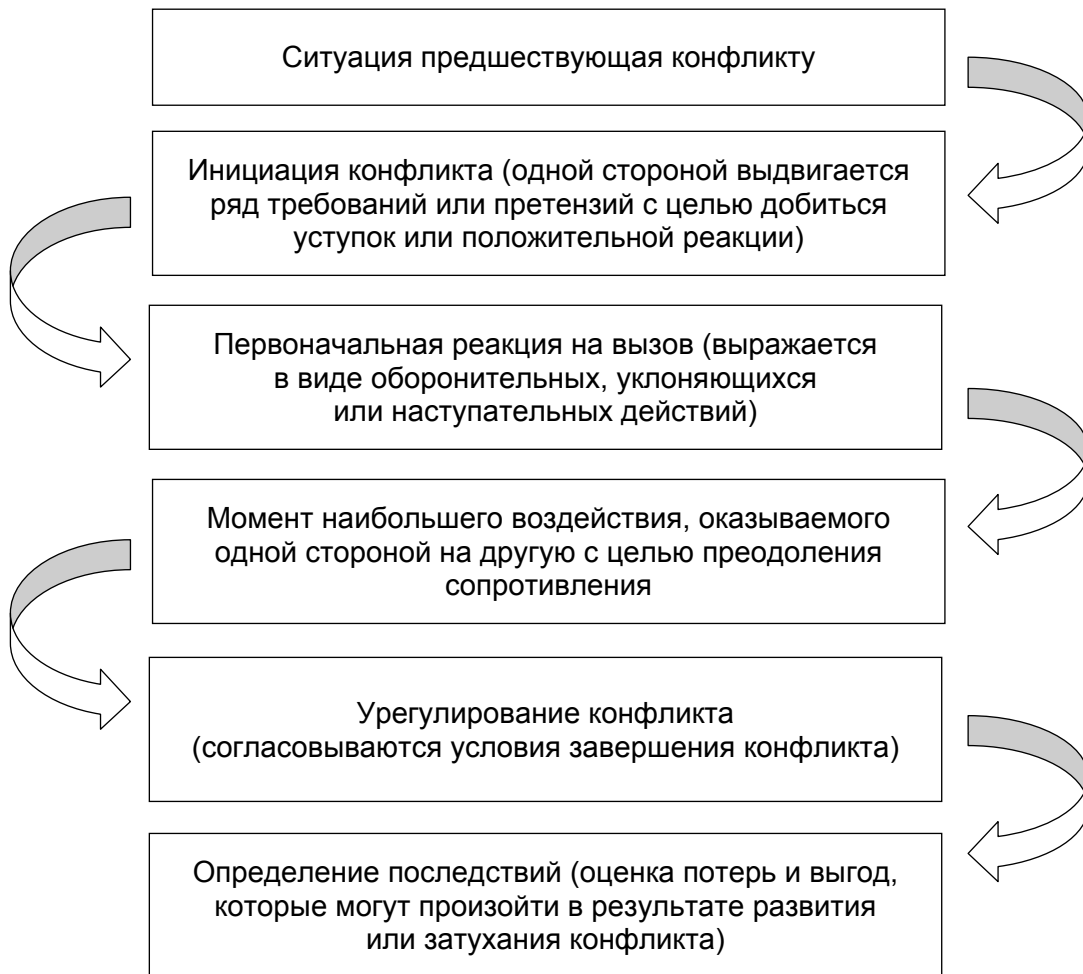 Ситуация предшествующая конфликту
Инициация конфликта (одной стороной выдвигается
ряд требований или претензий с целью добиться
уступок или положительной реакции)
Первоначальная реакция на вызов (выражается
в виде оборонительных, уклоняющихся
или наступательных действий)
Момент наибольшего воздействия, оказываемого
одной стороной на другую с целью преодоления
сопротивления
Урегулирование конфликта
(согласовываются условия завершения конфликта)
Определение последствий (оценка потерь и выгод,
которые могут произойти в результате развития
или затухания конфликта)